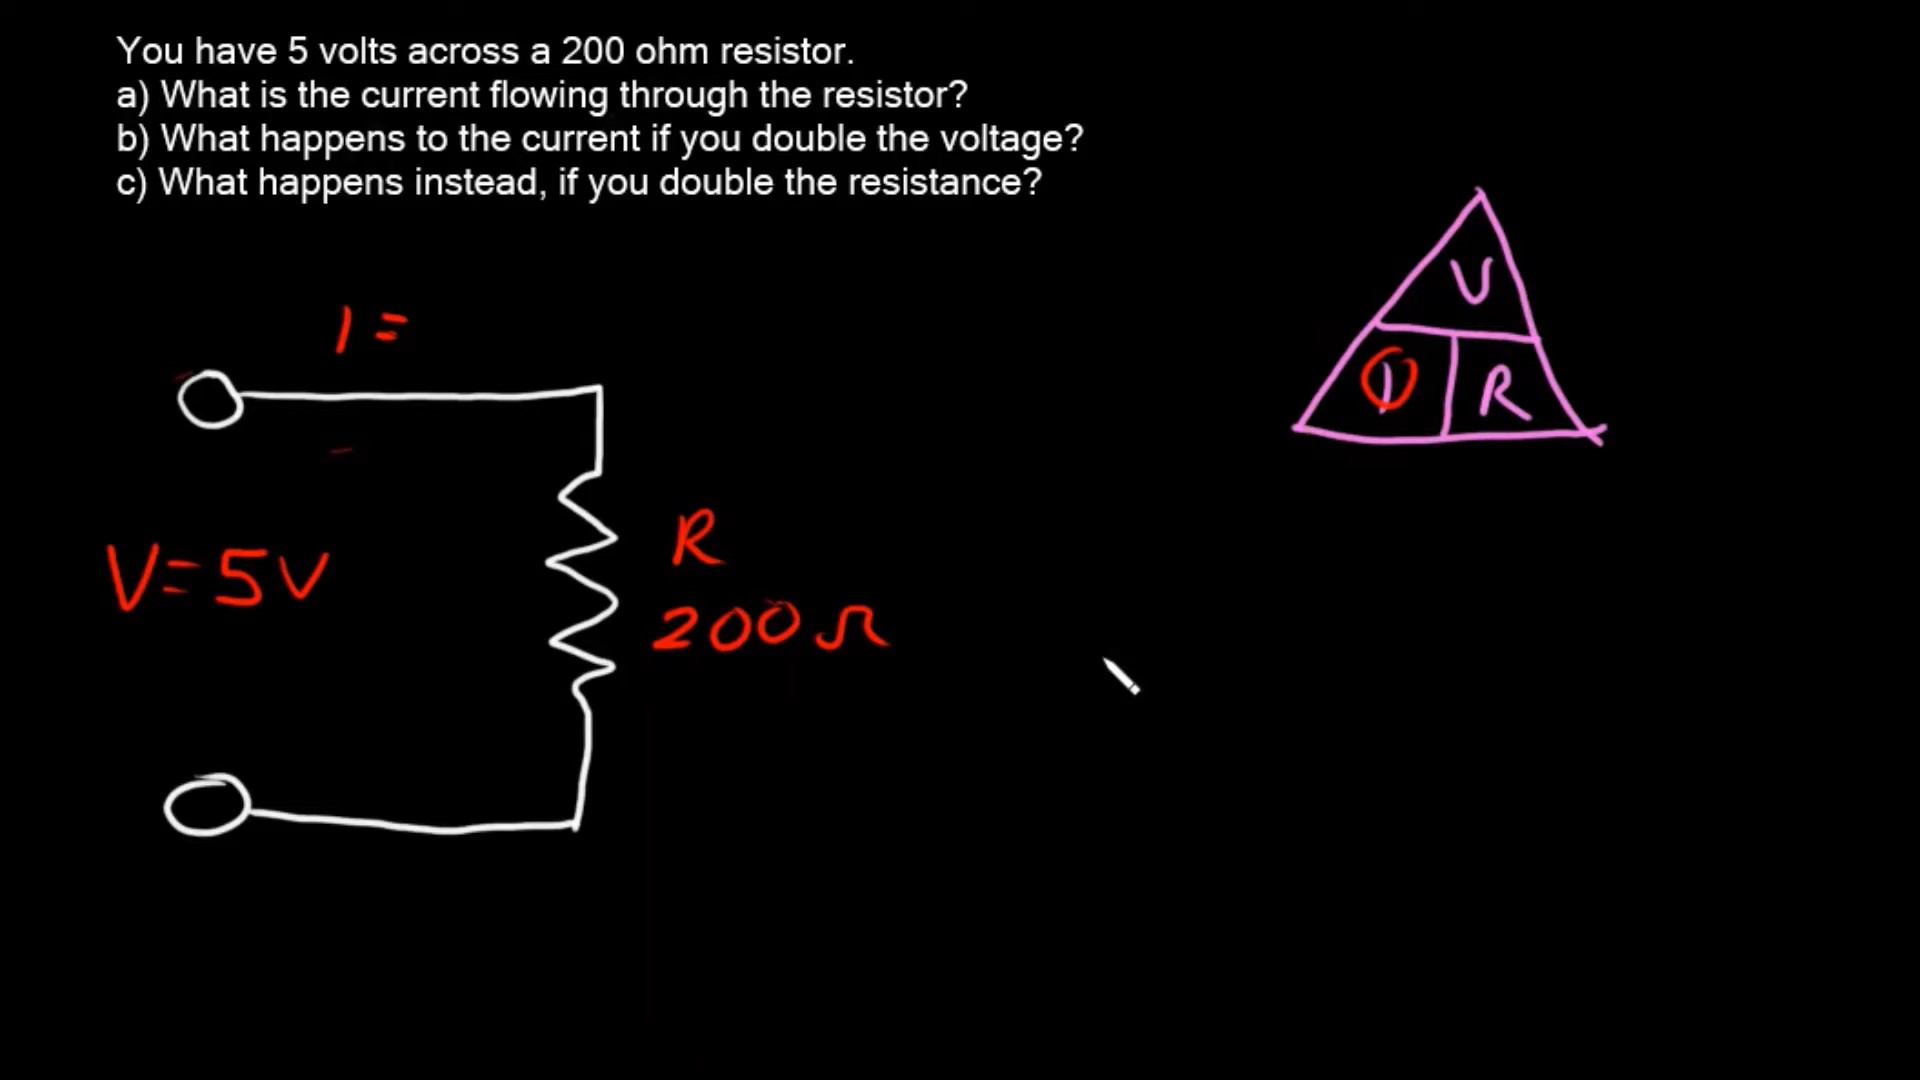 You have 5 volts across a 200 ohm resistor.
a) What is the current flowing through the resistor?
b) What happens to the current if you double the voltage?
c) What happens instead, if you double the resistance?
V
I =
I R
R
V=5V
200Ω